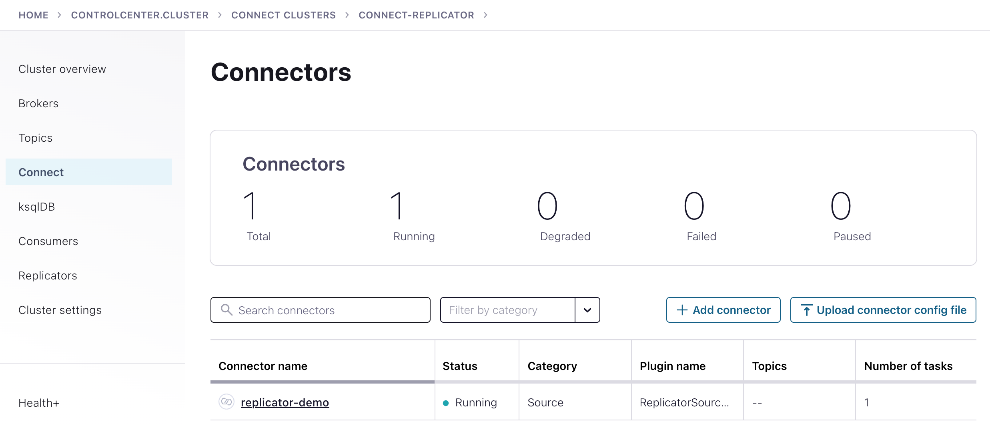 HOME > CONTROLCENTER.CLUSTER > CONNECT CLUSTERS > CONNECT-REPLICATOR >
Cluster overview
Brokers
Topics
Connect
ksqlDB
Consumers
Replicators
Cluster settings
Health+
Connectors
Connectors
1 1 0 0 0
Total Running Degraded Failed Paused
Search connectors Filter by category + Add connector Upload connector config file
Connector name Status Category Plugin name Topics Number of tasks
replicator-demo Running Source ReplicatorSourc... -- 1